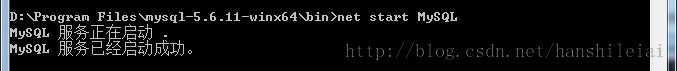 D:\Program Files\mysql-5.6.11-winx64\bin>net start MySQL
MySQL 服务正在启动 .
MySQL 服务已经启动成功。
http://blog.csdn.net/hanshileiai